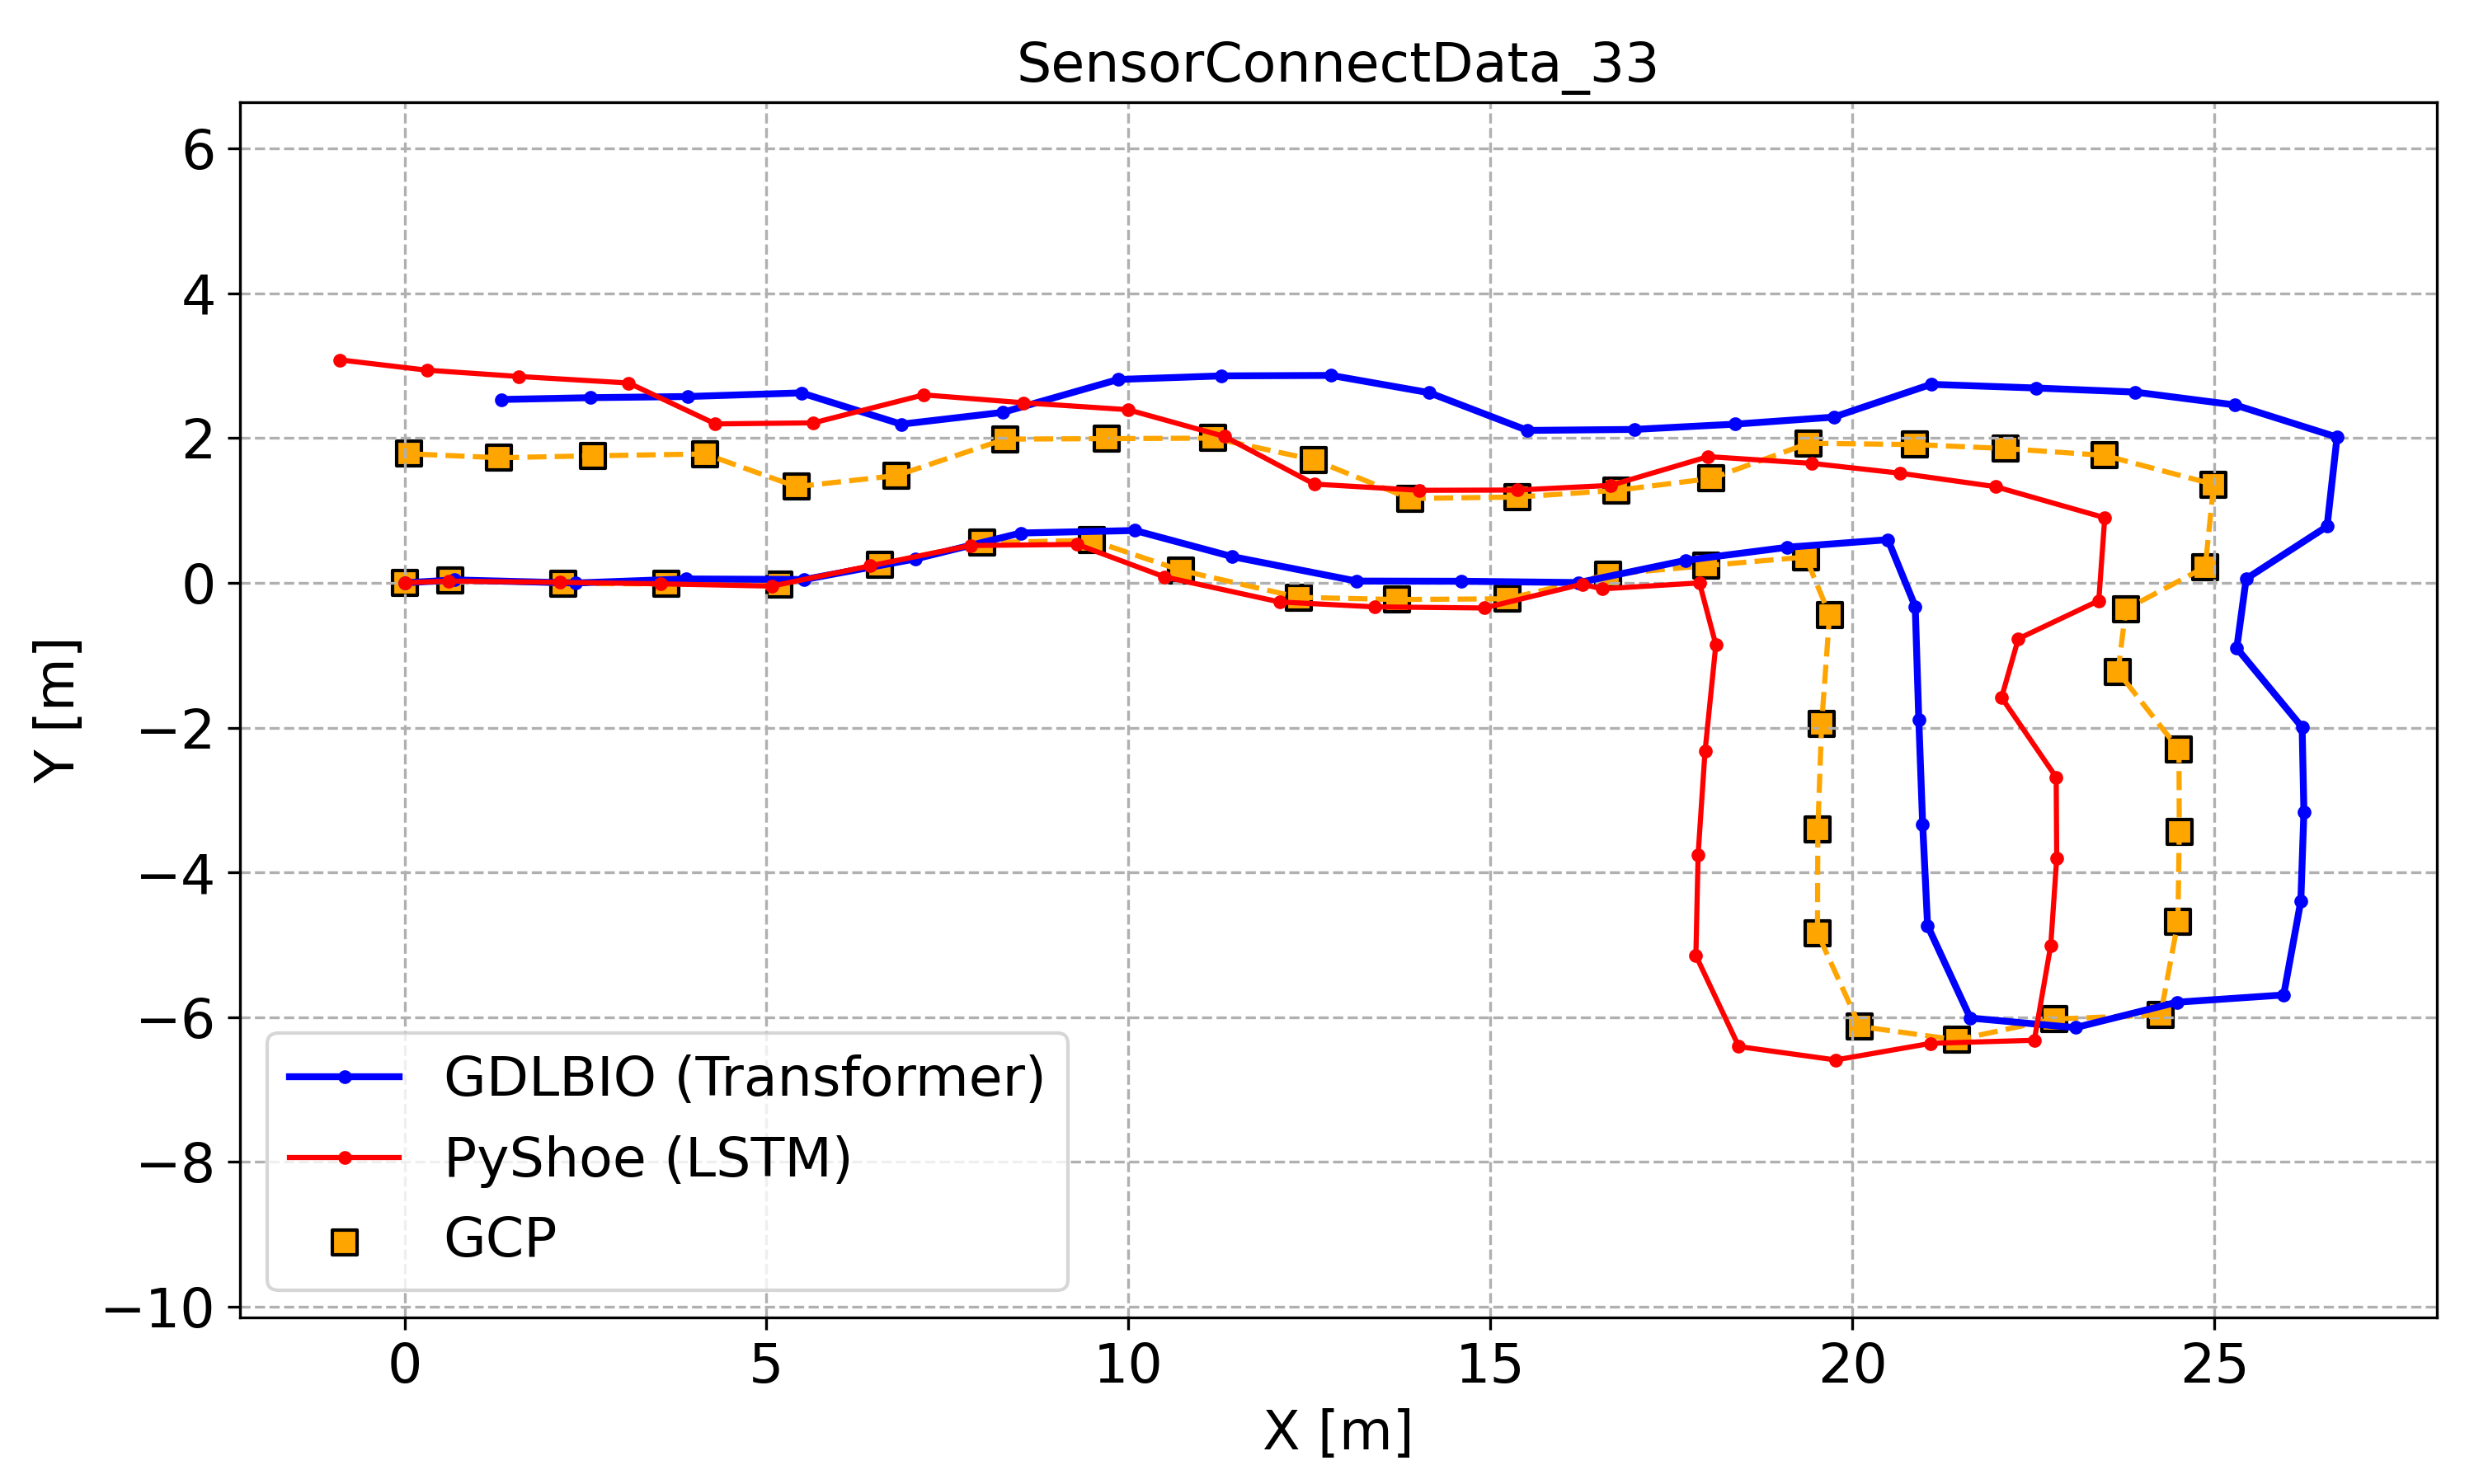 SensorConnectData_33
6
4
2
0
−2
−4
−6
−8
−10
Y [m]
GDLBIO (Transformer)
PyShoe (LSTM)
GCP
0 5 10 15 20 25
X [m]